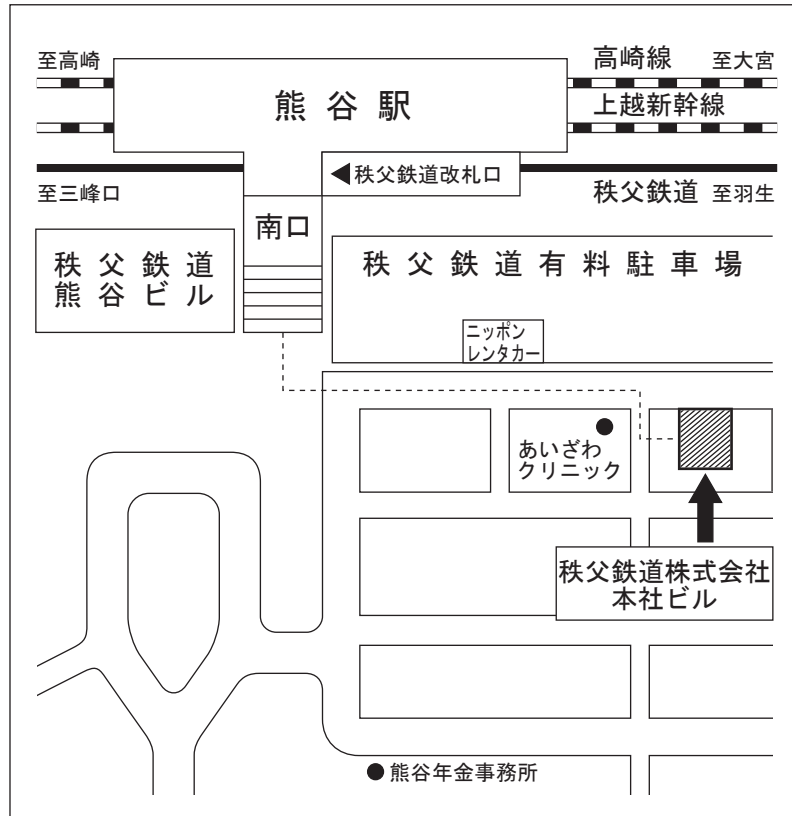 至高崎
高崎線
至大宮
熊谷駅
上越新幹線
◀秩父鉄道改札口
至三峰口
秩父鉄道
至羽生
南口
秩父鉄道
熊谷ビル
秩父鉄道有料駐車場
ニッポン
レンタカー
あいざわ
クリニック
秩父鉄道株式会社
本社ビル
●熊谷年金事務所